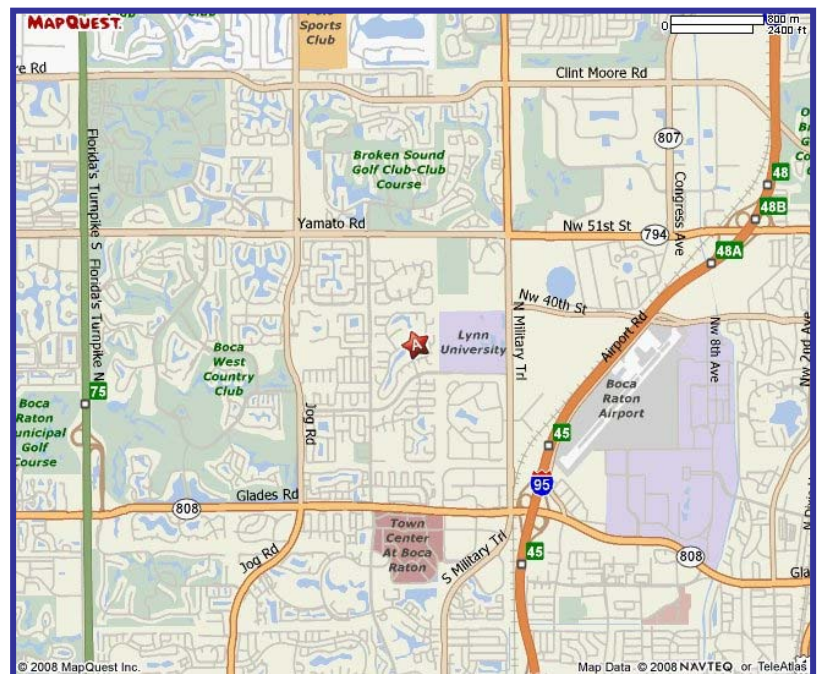 MAPQUEST.
Sports
Club
0
800 m
2400 ft
re Rd
Clint Moore Rd
807
Broken Sound
Golf Club-Club
Course
48
48B
Yamato Rd
Nw 51st St
794
Congress Ave
48A
Florida's Turnpike S
Florida's Turnpike N
N Military Trl
Nw 40th St
Airport Rd
Nw 8th Ave
Nw 2nd Ave
A
Lynn
University
Boca
West
Country
Club
75
Boca
Raton
unicipal
Golf
Course
Jog Rd
Boca
Raton
Airport
45
95
Glades Rd
808
Town
Center
At Boca
Raton
Jog Rd
S Military Trl
45
808
Gla
© 2008 MapQuest Inc.
Map Data © 2008 NAVTEQ or TeleAtlas